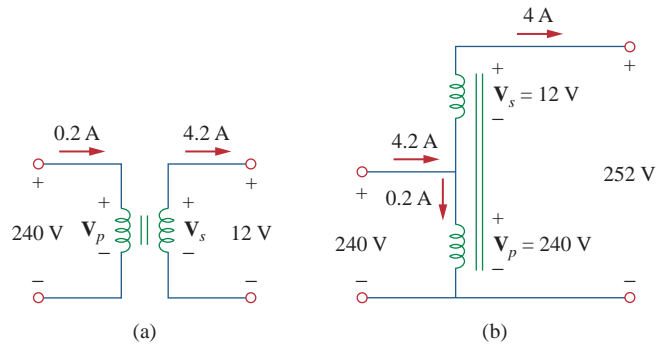 0.2 A
4.2 A
+
+
+
+
240 V
Vp
Vs
12 V
–
–
–
–
(a)
4 A
+
+
Vs = 12 V
–
4.2 A
+
0.2 A
252 V
+
240 V
Vp = 240 V
–
–
–
(b)